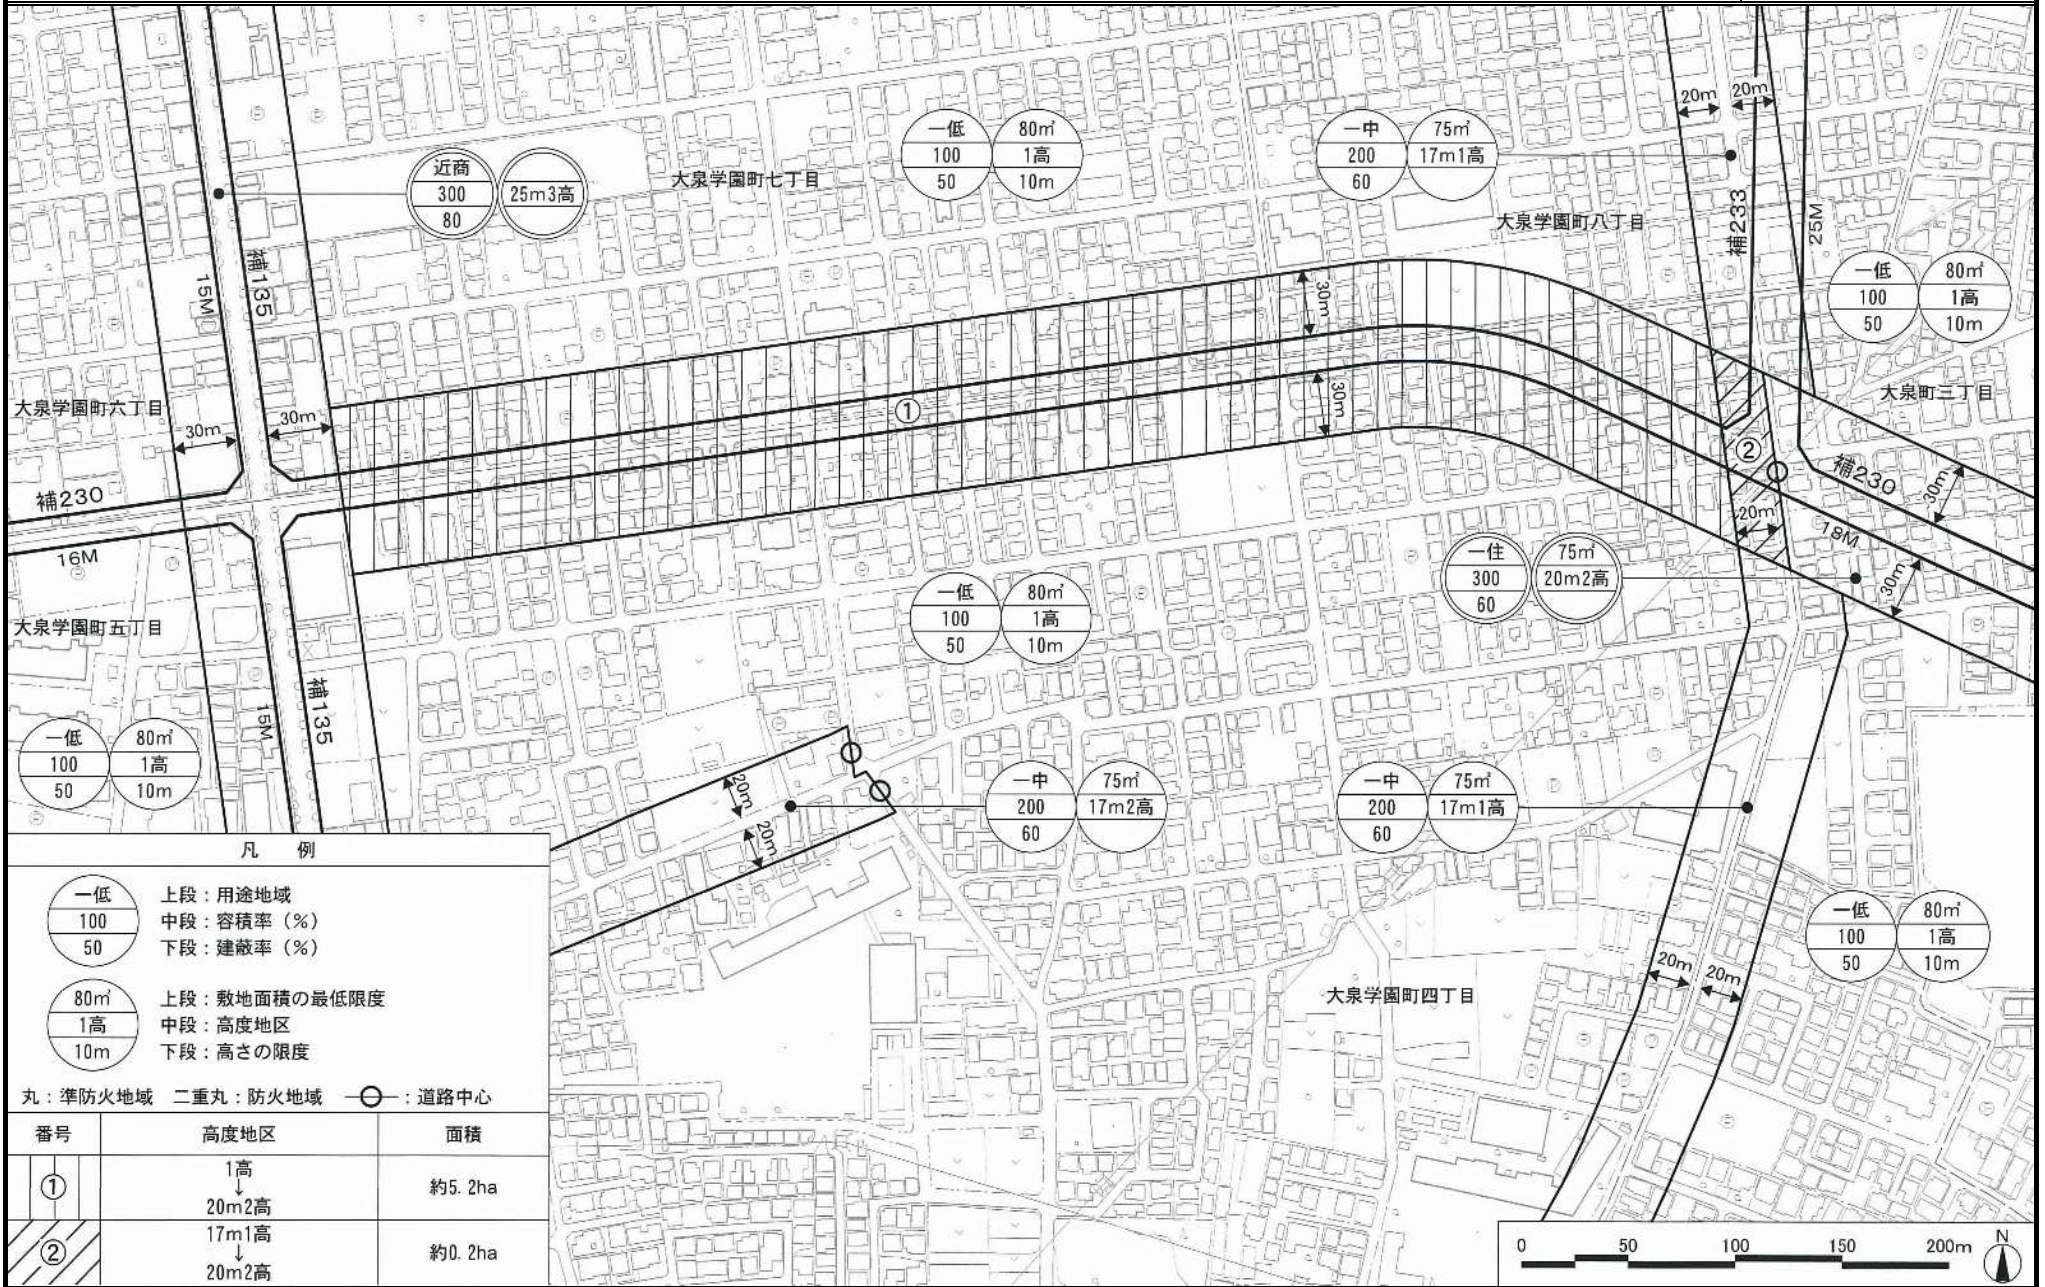 20m 20m
一低 80㎡
100 1高
50 10m
一中 75㎡
200 17m1高
60
近商
300 25m3高
80
大泉学園町七丁目
大泉学園町八丁目
補233
25M
15M
補135
30m
一低 80㎡
100 1高
50 10m
大泉学園町六丁目
30m
30m
①
30m
大泉町三丁目
②
補230
30m
補230
16M
20m
18M
30m
一住 75㎡
300 20m2高
60
一低 80㎡
100 1高
50 10m
大泉学園町五丁目
補135
15M
一低 80㎡
100 1高
50 10m
20m
20m
一中 75㎡
200 17m2高
60
一中 75㎡
200 17m1高
60
一低 80㎡
100 1高
50 10m
20m 20m
大泉学園町四丁目
凡 例
一低 上段:用途地域
100 中段:容積率(%)
50 下段:建蔽率(%)
80㎡ 上段:敷地面積の最低限度
1高 中段:高度地区
10m 下段:高さの限度
丸:準防火地域 二重丸:防火地域 :道路中心
番号 高度地区 面積
① 1高 ↓ 20m2高 約5.2ha
② 17m1高 ↓ 20m2高 約0.2ha
0 50 100 150 200m
N